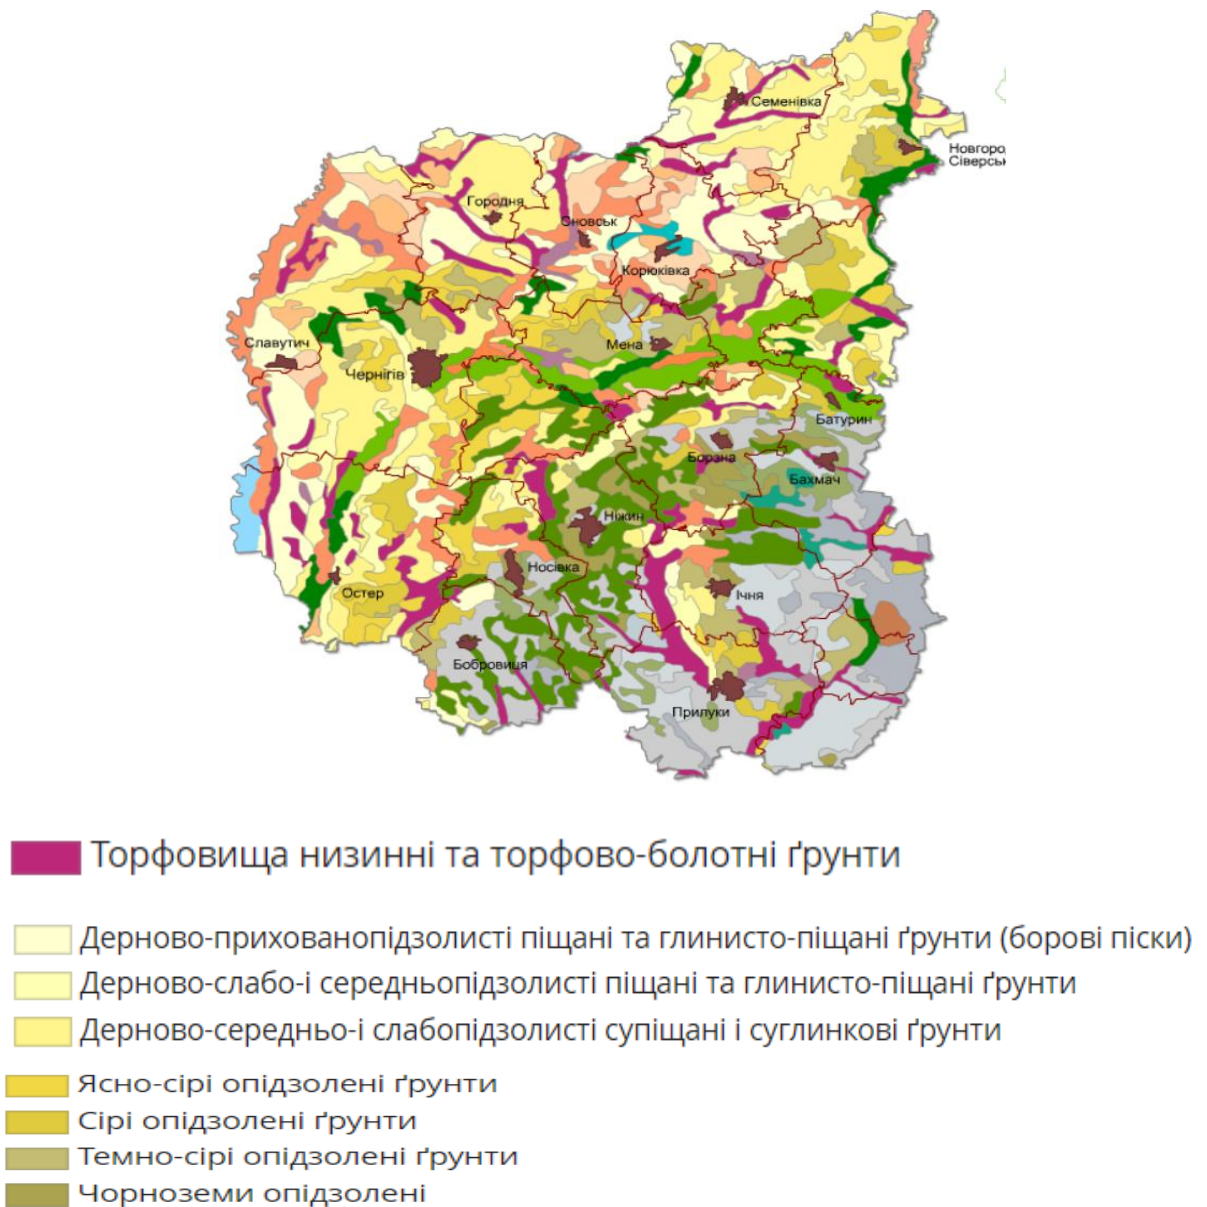 Семенівка
Новгород
Сіверськ
Городня
Сновськ
Корюківка
Славутич
Мена
Чернігів
Батурин
Борзна
Бахмач
Ніжин
Носівка
Остер
Ічня
Бобровиця
Прилуки
Торфовища низинні та торфово-болотні ґрунти
Дерново-прихованопідзолисті піщані та глинисто-піщані ґрунти (борові піски)
Дерново-слабо-і середньопідзолисті піщані та глинисто-піщані ґрунти
Дерново-середньо-і слабопідзолисті супіщані і суглинкові ґрунти
Ясно-сірі опідзолені ґрунти
Сірі опідзолені ґрунти
Темно-сірі опідзолені ґрунти
Чорноземи опідзолені